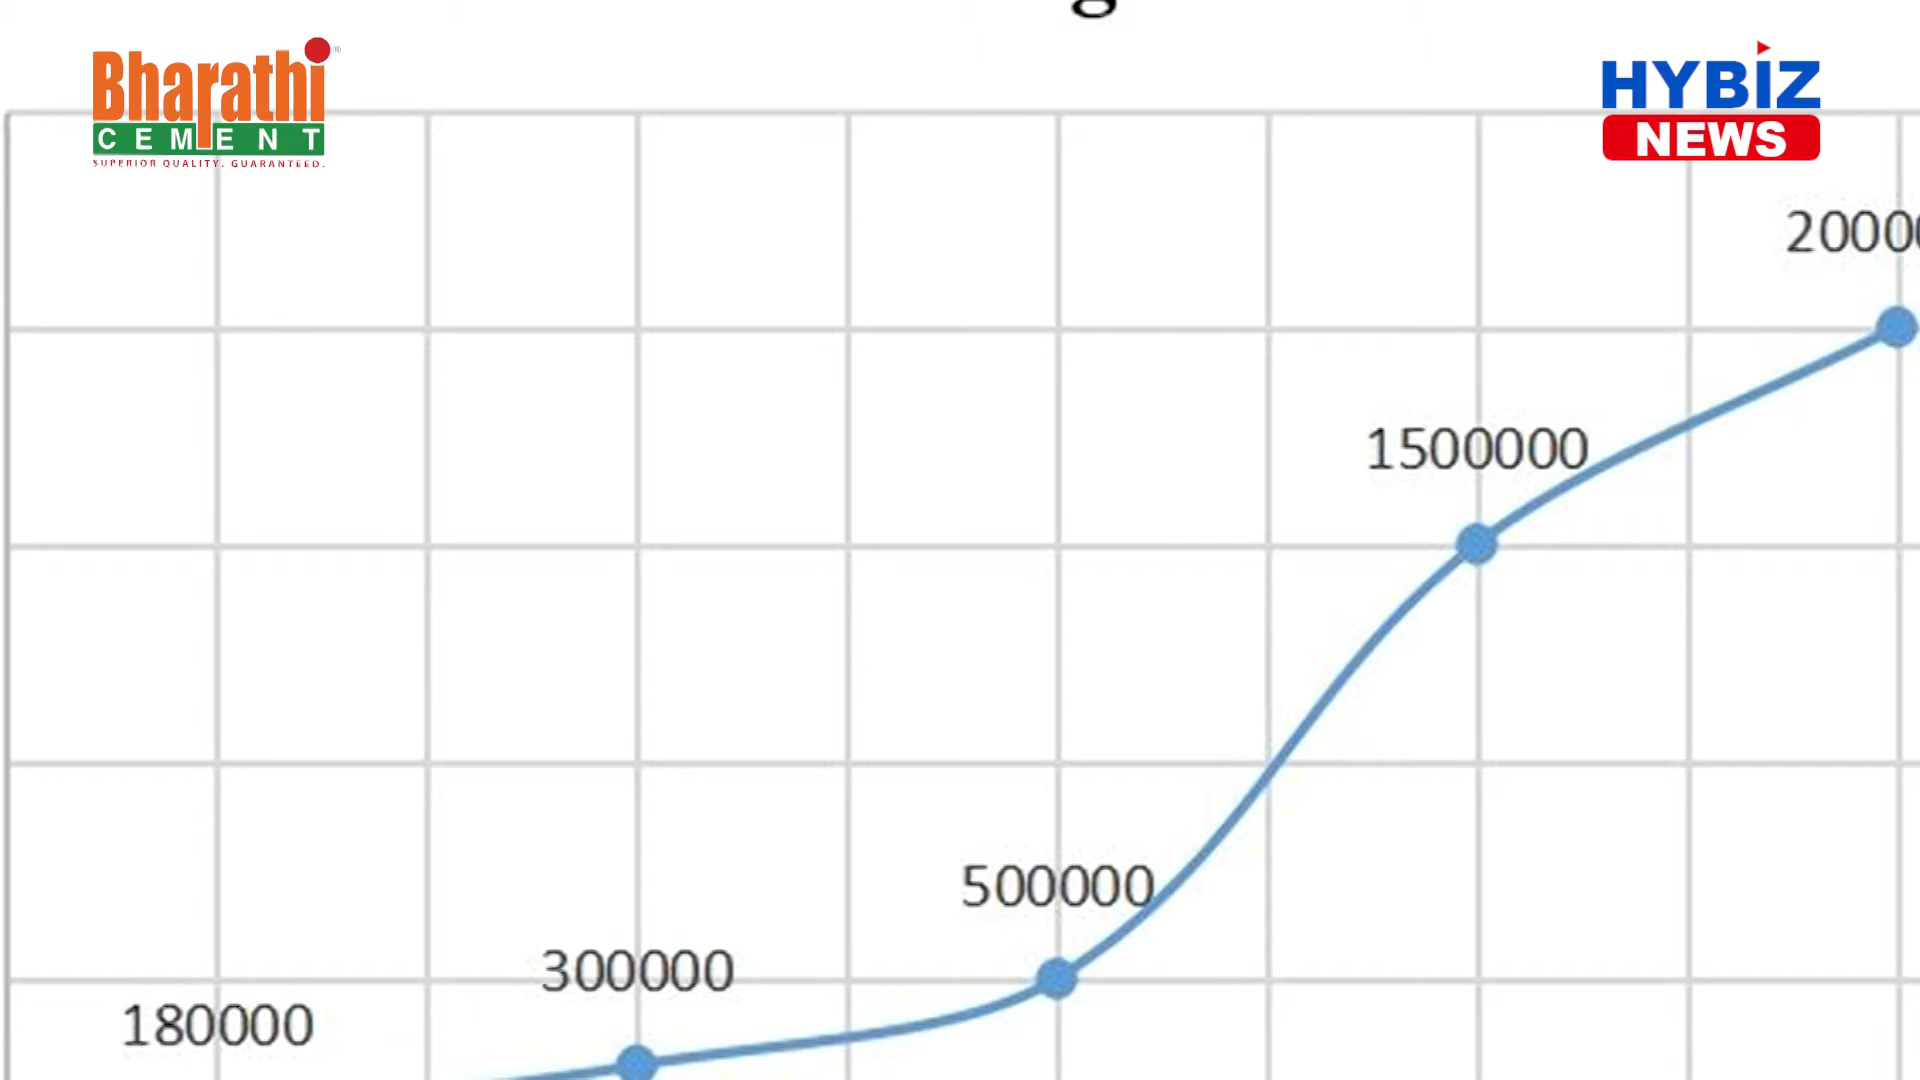 Bharathi
CEMENT
SUPERIOR QUALITY. GUARANTEED.
HYBIZ
NEWS
1500000
500000
300000
180000